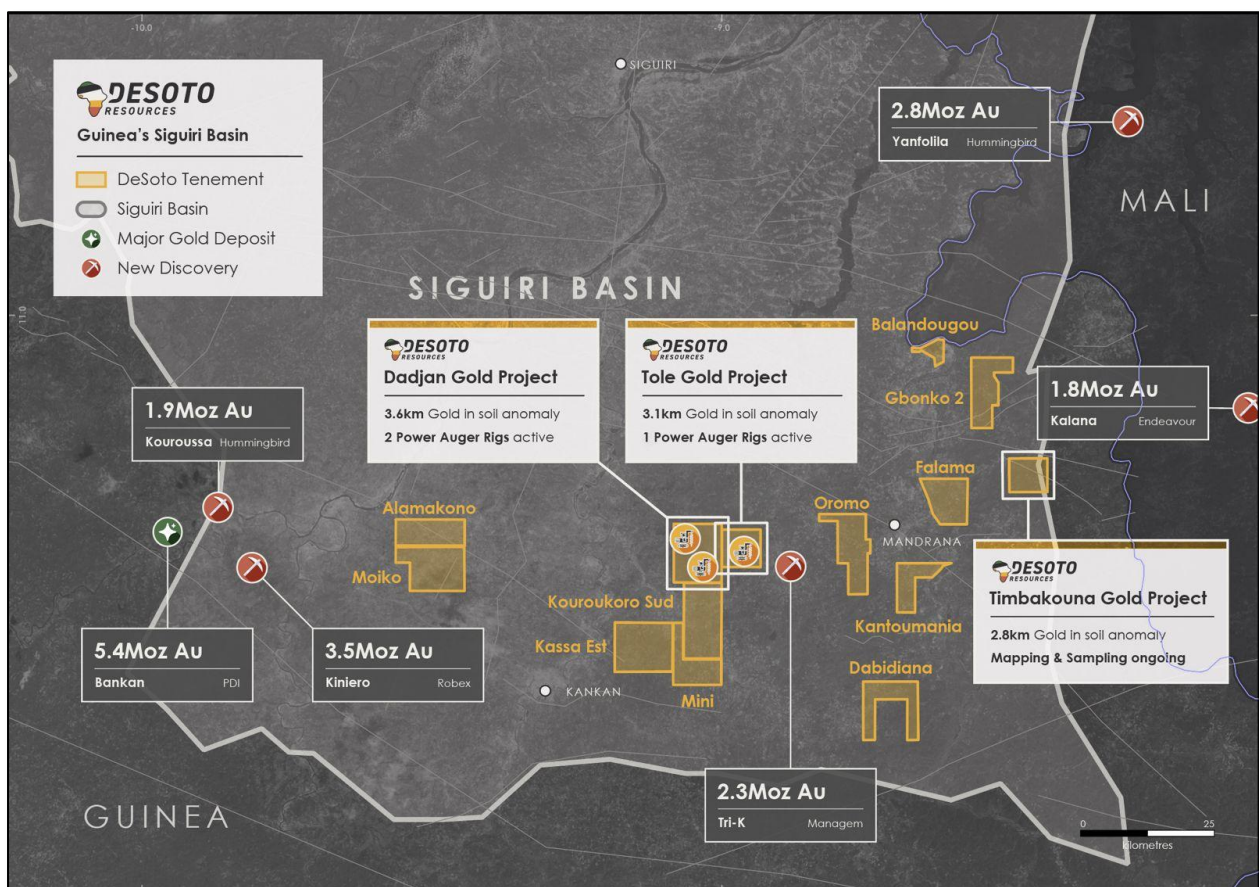 -10.0
-9.0
11.0
DESOTO
RESOURCES
Guinea's Siguiri Basin
DeSoto Tenement
Siguiri Basin
Major Gold Deposit
New Discovery
SIGUIRI
2.8Moz Au
Yanfolila Hummingbird
MALI
SIGUIRI BASIN
DESOTO
RESOURCES
Dadjan Gold Project
3.6km Gold in soil anomaly
2 Power Auger Rigs active
DESOTO
RESOURCES
Tole Gold Project
3.1km Gold in soil anomaly
1 Power Auger Rigs active
Balandougou
Gbonko 2
1.8Moz Au
Kalana Endeavour
1.9Moz Au
Kouroussa Hummingbird
Falama
Alamakono
Oromo
MANDRANA
Moiko
Kouroukoro Sud
Kantoumania
Kassa Est
Mini
KANKAN
Dabidiana
DESOTO
RESOURCES
Timbakouna Gold Project
2.8km Gold in soil anomaly
Mapping & Sampling ongoing
5.4Moz Au
Bankan PDI
3.5Moz Au
Kiniero Robex
2.3Moz Au
Tri-K Managem
GUINEA
0 25
kilometres
-10.0
-9.0